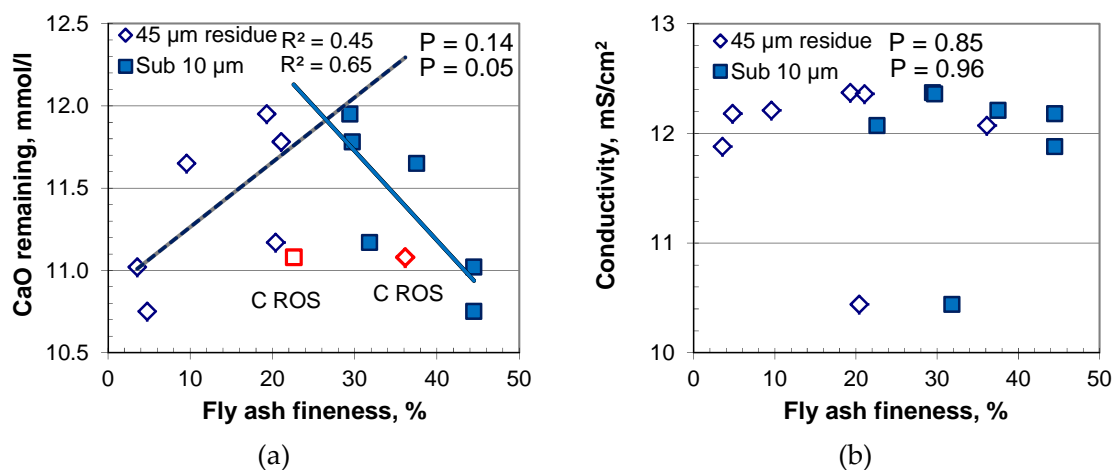 12.5
12.0
11.5
11.0
10.5
CaO remaining, mmol/l
45 µm residue
Sub 10 µm
R² = 0.45
R² = 0.65
P = 0.14
P = 0.05
C ROS
C ROS
0 10 20 30 40 50
Fly ash fineness, %
(a)
13
12
11
10
Conductivity, mS/cm²
45 µm residue
Sub 10 µm
P = 0.85
P = 0.96
0 10 20 30 40 50
Fly ash fineness, %
(b)